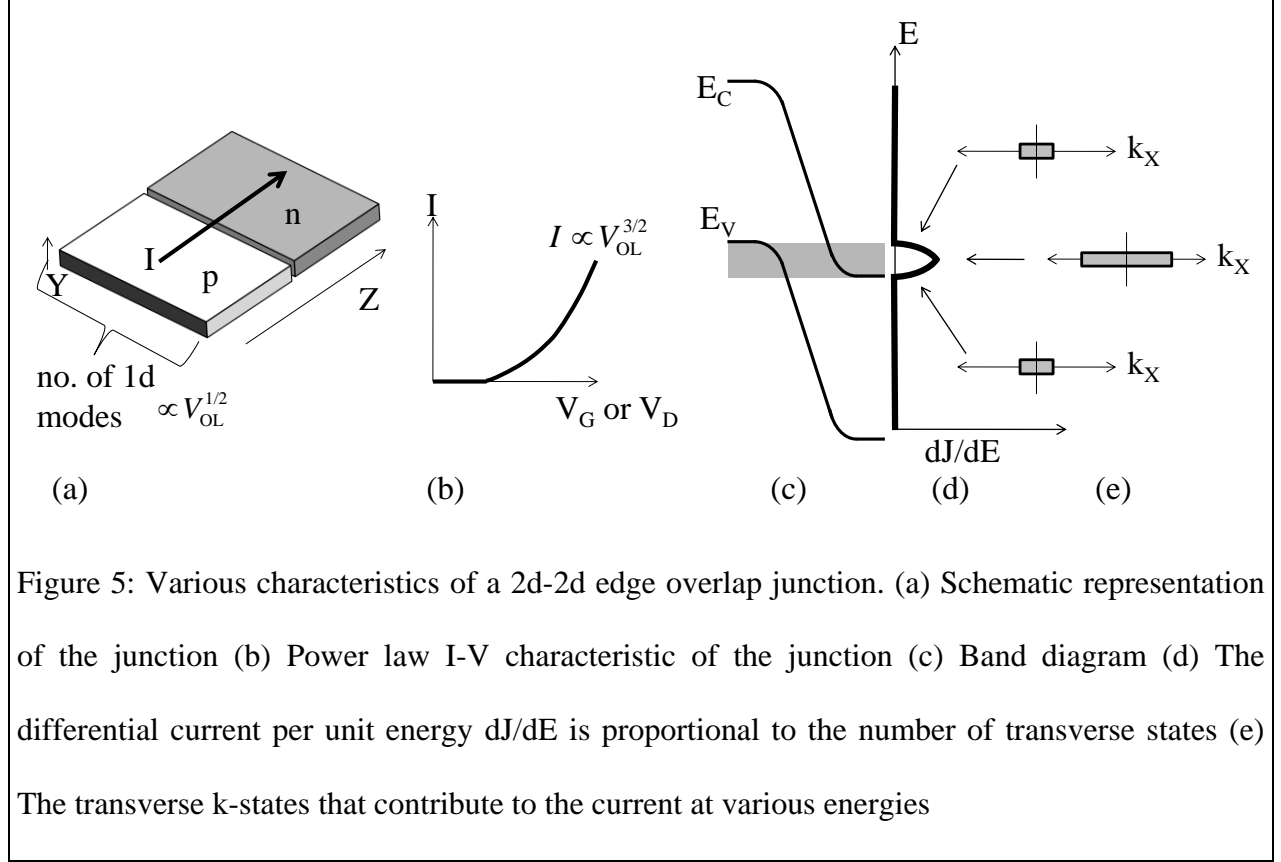 E
E_C
k_X
n
I
E_V
I ∝ V_OL^{3/2}
I
p
Y
Z
k_X
no. of 1d
modes ∝ V_OL^{1/2}
k_X
V_G or V_D
dJ/dE
(a) (b) (c) (d) (e)
Figure 5: Various characteristics of a 2d-2d edge overlap junction. (a) Schematic representation
of the junction (b) Power law I-V characteristic of the junction (c) Band diagram (d) The
differential current per unit energy dJ/dE is proportional to the number of transverse states (e)
The transverse k-states that contribute to the current at various energies